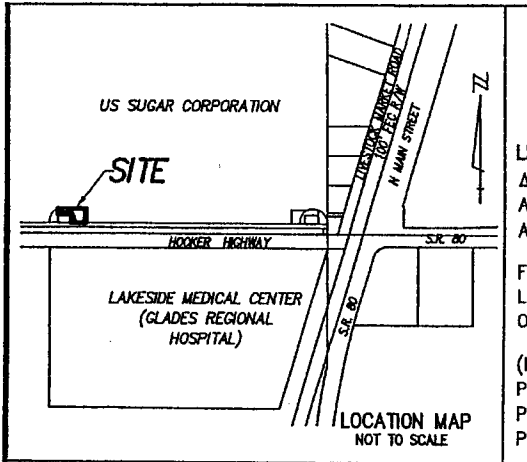 US SUGAR CORPORATION
SITE
LIVESTOCK MARKET ROAD
100' FEC R/W
N MAIN STREET
HOOKER HIGHWAY
S.R. 80
LAKESIDE MEDICAL CENTER
(GLADES REGIONAL
HOSPITAL)
S.R. 80
LOCATION MAP
NOT TO SCALE
A
A
F
L
O
P
P
P